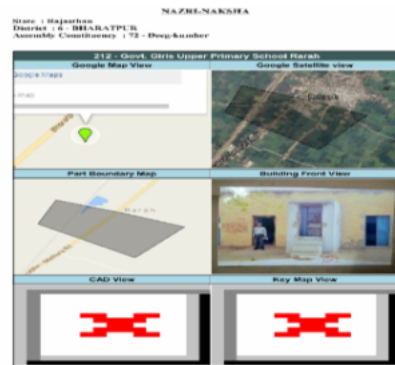 NAZRI-NAKSHA
State : Rajasthan
District : 6 - BHARATPUR
Assembly Constituency : 72 - Deeg-kumher
212 - Govt. Girls Upper Primary School Rarah
Google Map View
Google Satellite view
Google Maps
map
Part Boundary Map
Building Front View
CAD View
Key Map View